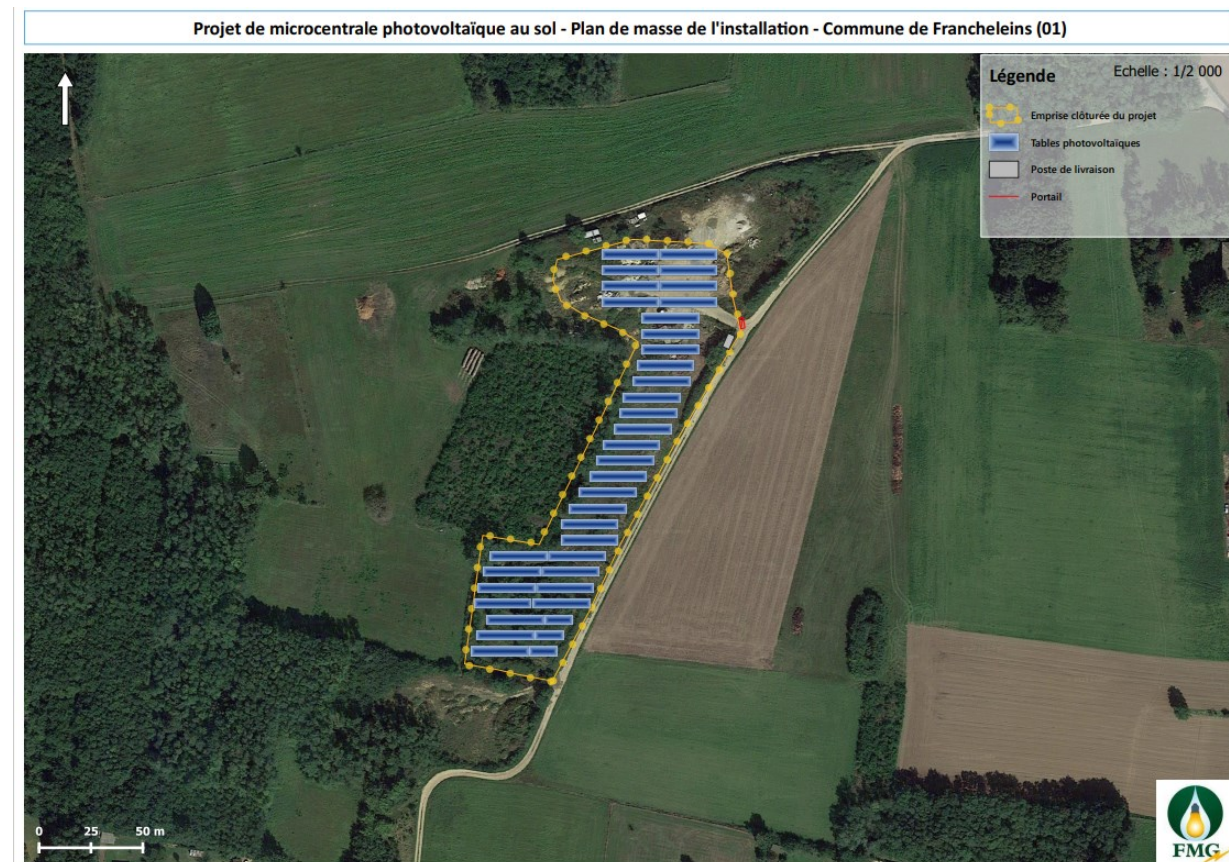 Projet de microcentrale photovoltaïque au sol - Plan de masse de l'installation - Commune de Francheleins (01)
Légende
Echelle : 1/2 000
Emprise clôturée du projet
Tables photovoltaïques
Poste de livraison
Portail
0 25 50 m
FMG